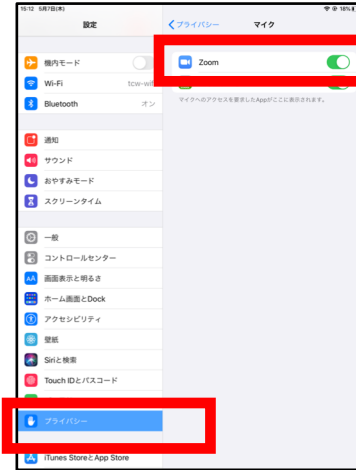 15:12 5月7日(木)
18%
設定
プライバシー
マイク
機内モード
Zoom
Wi-Fi
tcw-wifi
Bluetooth
オン
マイクへのアクセスを要求したAppがここに表示されます。
通知
サウンド
おやすみモード
スクリーンタイム
一般
コントロールセンター
AA
画面表示と明るさ
ホーム画面とDock
アクセシビリティ
壁紙
Siriと検索
Touch IDとパスコード
プライバシー
iTunes StoreとApp Store